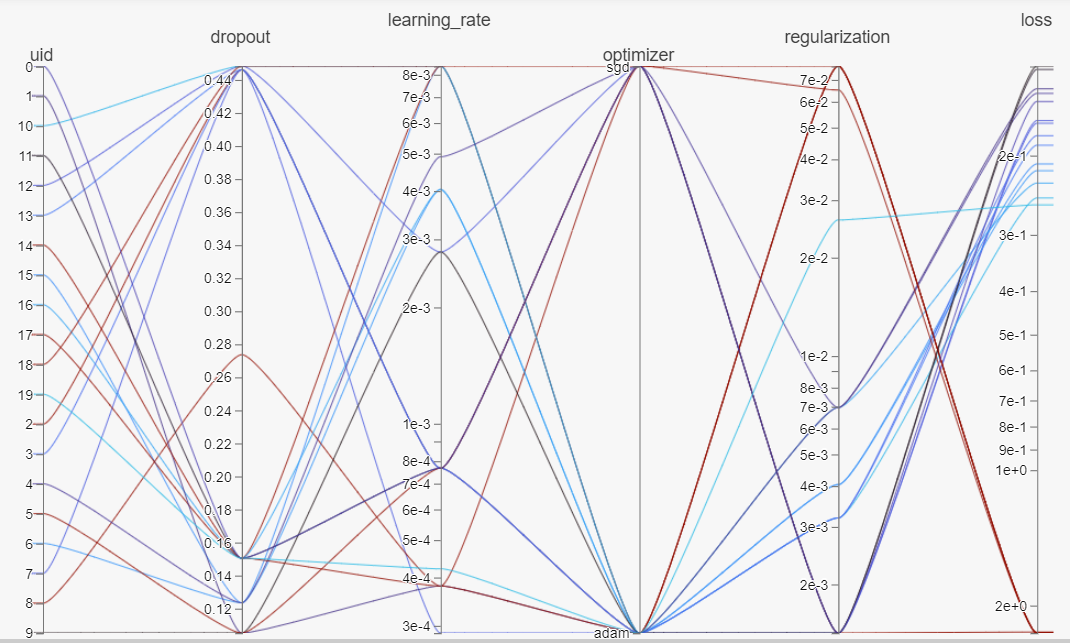 learning_rate
loss
dropout
regularization
uid
optimizer
0
1
10
11
12
13
14
15
16
17
18
19
2
3
4
5
6
7
8
9
0.44
0.42
0.40
0.38
0.36
0.34
0.32
0.30
0.28
0.26
0.24
0.22
0.20
0.18
0.16
0.14
0.12
8e-3
7e-3
6e-3
5e-3
4e-3
3e-3
2e-3
1e-3
8e-4
7e-4
6e-4
5e-4
4e-4
3e-4
sgd
adam
7e-2
6e-2
5e-2
4e-2
3e-2
2e-2
1e-2
8e-3
7e-3
6e-3
5e-3
4e-3
3e-3
2e-3
2e-1
3e-1
4e-1
5e-1
6e-1
7e-1
8e-1
9e-1
1e+0
2e+0